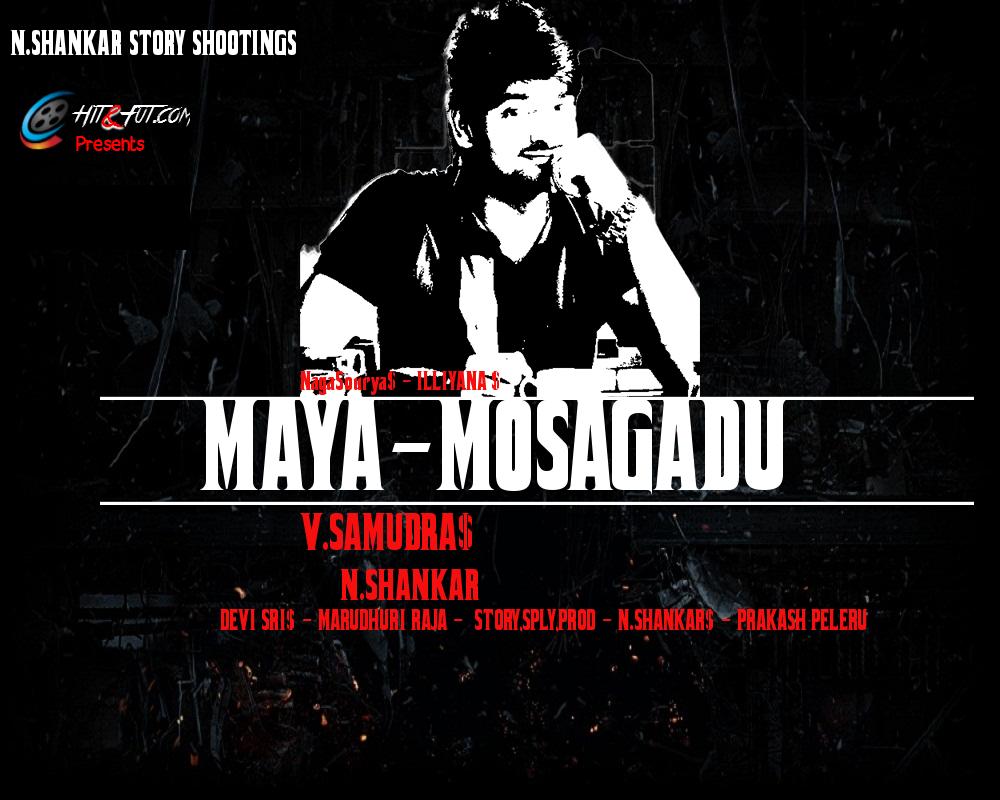 N.SHANKAR STORY SHOOTINGS
HIT&FUT.COM
Presents
NagaSourya$ - ILLIYANA $
MAYA - MOSAGADU
V.SAMUDRA$
N.SHANKAR
DEVI SRI$ - MARUDHURI RAJA - STORY,SPLY,PROD - N.SHANKAR$ - PRAKASH PELERU